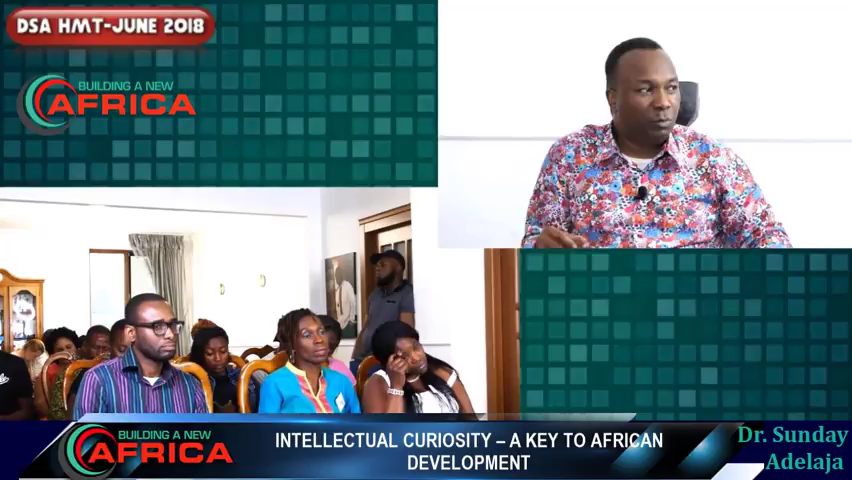 DSA HMT-JUNE 2018
BUILDING A NEW
AFRICA
BUILDING A NEW
AFRICA
INTELLECTUAL CURIOSITY – A KEY TO AFRICAN
DEVELOPMENT
Dr. Sunday
Adelaja